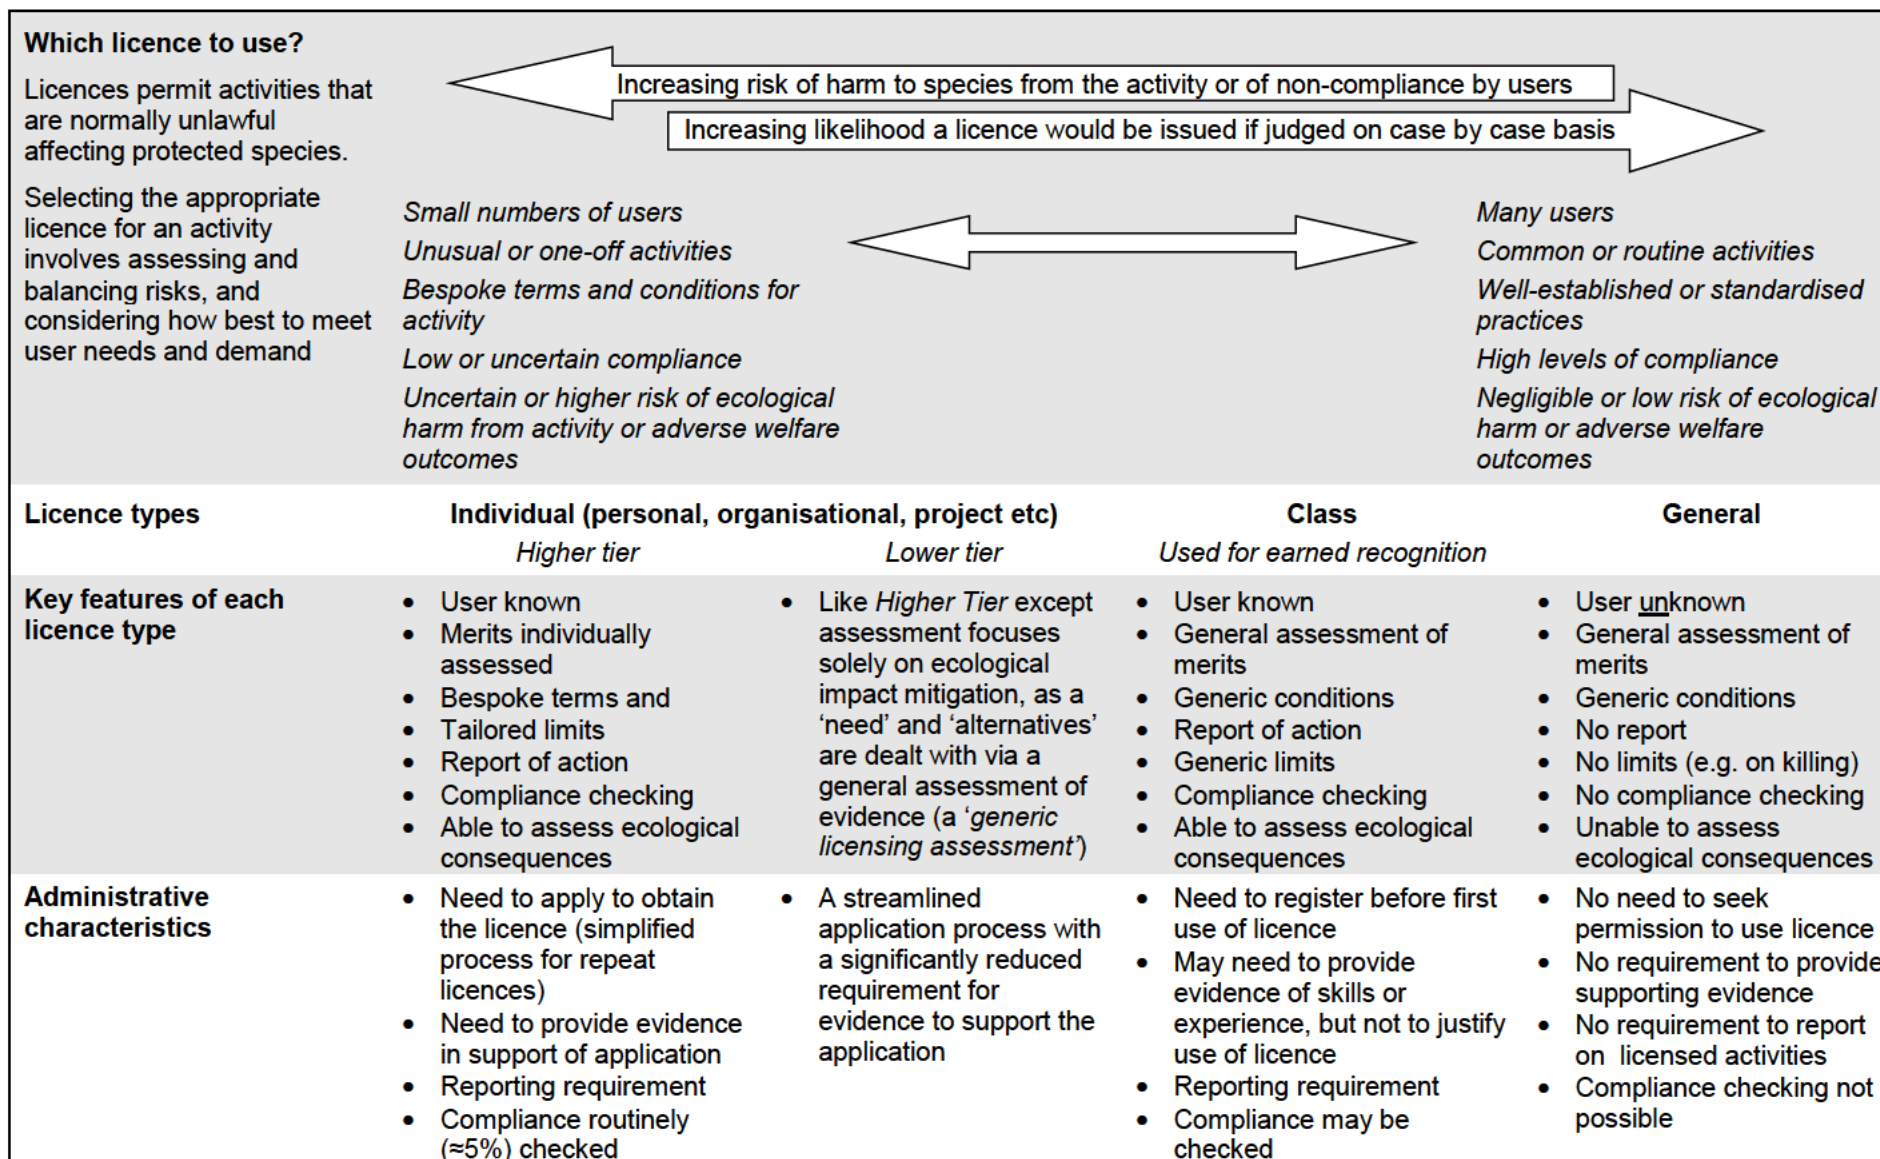 Which licence to use?
Licences permit activities that
are normally unlawful
affecting protected species.
Selecting the appropriate
licence for an activity
involves assessing and
balancing risks, and
considering how best to meet
user needs and demand
Increasing risk of harm to species from the activity or of non-compliance by users
Increasing likelihood a licence would be issued if judged on case by case basis
Small numbers of users
Unusual or one-off activities
Bespoke terms and conditions for
activity
Low or uncertain compliance
Uncertain or higher risk of ecological
harm from activity or adverse welfare
outcomes
Many users
Common or routine activities
Well-established or standardised
practices
High levels of compliance
Negligible or low risk of ecological
harm or adverse welfare
outcomes
Licence types
Individual (personal, organisational, project etc)
Class
General
Higher tier
Lower tier
Used for earned recognition
Key features of each
licence type
• User known
• Merits individually
assessed
• Bespoke terms and
• Tailored limits
• Report of action
• Compliance checking
• Able to assess ecological
consequences
• Like Higher Tier except
assessment focuses
solely on ecological
impact mitigation, as a
‘need’ and ‘alternatives’
are dealt with via a
general assessment of
evidence (a ‘generic
licensing assessment’)
• User known
• General assessment of
merits
• Generic conditions
• Report of action
• Generic limits
• Compliance checking
• Able to assess ecological
consequences
• User unknown
• General assessment of
merits
• Generic conditions
• No report
• No limits (e.g. on killing)
• No compliance checking
• Unable to assess
ecological consequences
Administrative
characteristics
• Need to apply to obtain
the licence (simplified
process for repeat
licences)
• Need to provide evidence
in support of application
• Reporting requirement
• Compliance routinely
(≈5%) checked
• A streamlined
application process with
a significantly reduced
requirement for
evidence to support the
application
• Need to register before first
use of licence
• May need to provide
evidence of skills or
experience, but not to justify
use of licence
• Reporting requirement
• Compliance may be
checked
• No need to seek
permission to use licence
• No requirement to provide
supporting evidence
• No requirement to report
on licensed activities
• Compliance checking not
possible